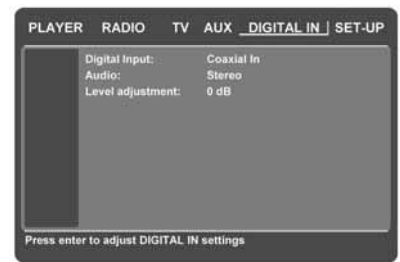 PLAYER RADIO TV AUX DIGITAL IN SET-UP
Digital Input: Coaxial In
Audio: Stereo
Level adjustment: 0 dB
Press enter to adjust DIGITAL IN settings